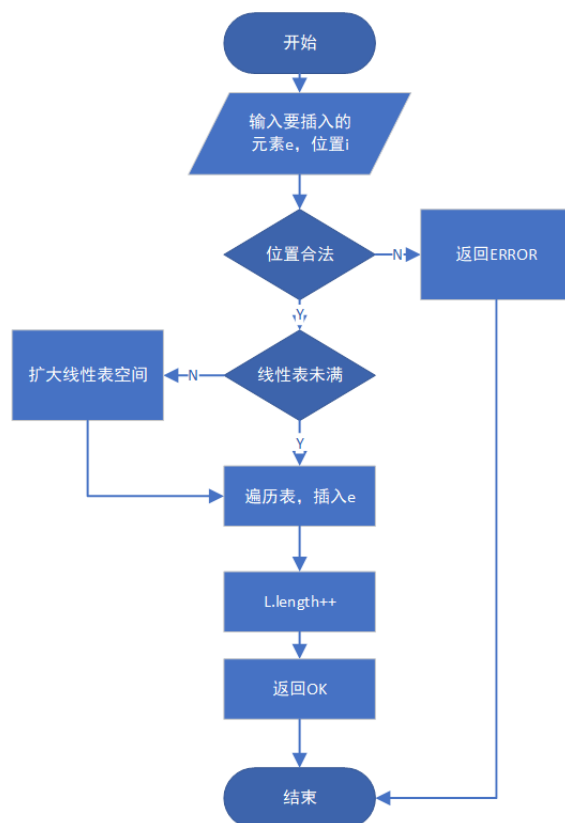 开始
输入要插入的
元素e，位置i
位置合法
N
返回ERROR
Y
扩大线性表空间
N
线性表未满
Y
遍历表，插入e
L.length++
返回OK
结束